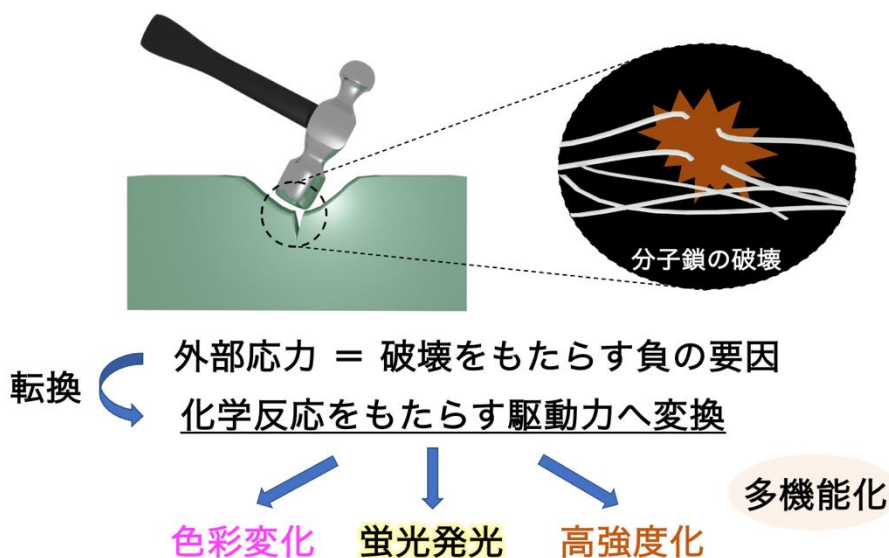 分子鎖の破壊
外部応力 = 破壊をもたらす負の要因
転換
化学反応をもたらす駆動力へ変換
多機能化
色彩変化 蛍光発光 高強度化